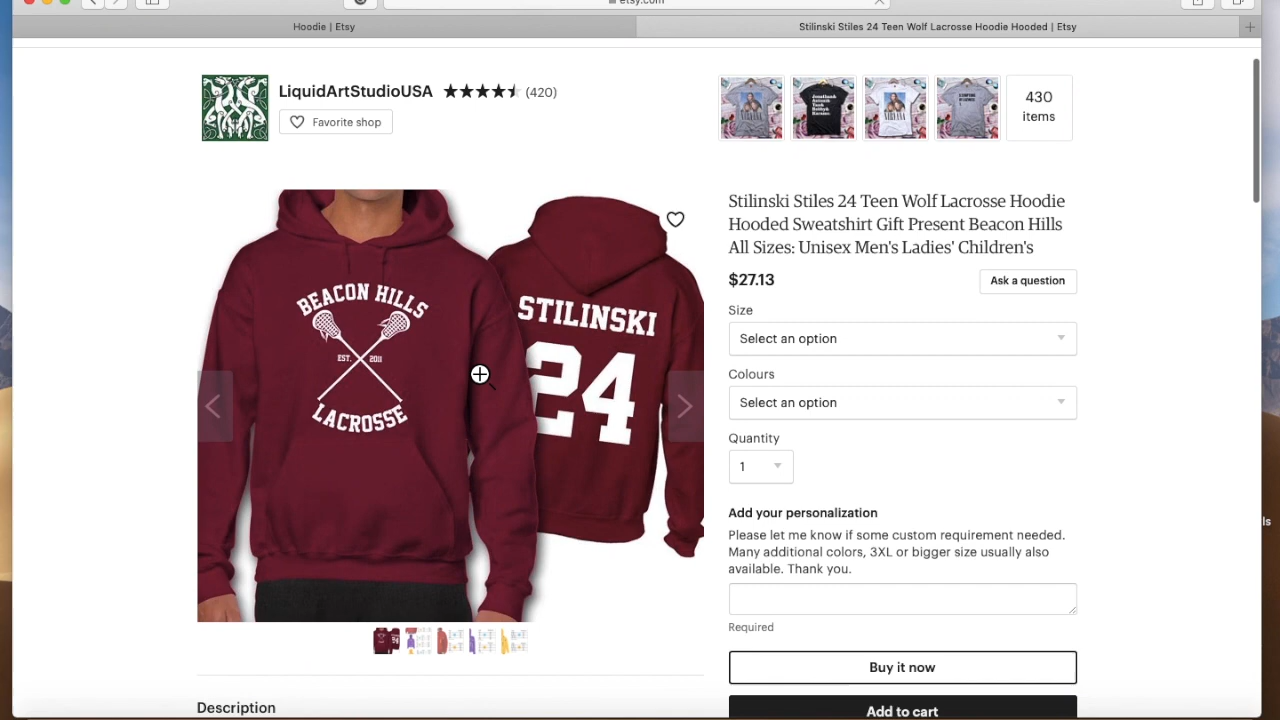 etsy.com
Hoodie | Etsy
Stilinski Stiles 24 Teen Wolf Lacrosse Hoodie Hooded | Etsy
LiquidArtStudioUSA
(420)
Favorite shop
430
items
NIRVANA
NIRVANA
Stilinski Stiles 24 Teen Wolf Lacrosse Hoodie
Hooded Sweatshirt Gift Present Beacon Hills
All Sizes: Unisex Men's Ladies' Children's
$27.13
Ask a question
BEACON HILLS
EST. 2011
LACROSSE
STILINSKI
24
Size
Select an option
Colours
Select an option
Quantity
1
Add your personalization
Please let me know if some custom requirement needed.
Many additional colors, 3XL or bigger size usually also
available. Thank you.
Required
Buy it now
Add to cart
Description
ls